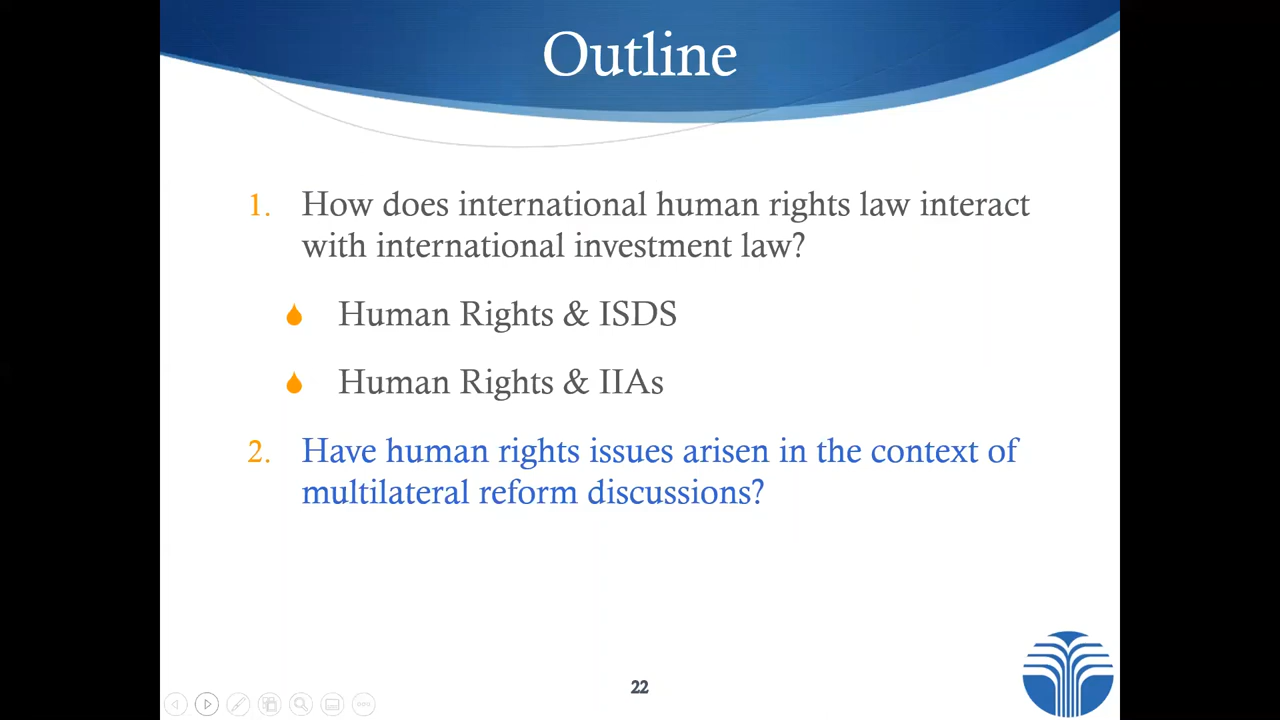 Outline
1. How does international human rights law interact
with international investment law?
Human Rights & ISDS
Human Rights & IIAs
2. Have human rights issues arisen in the context of
multilateral reform discussions?
22